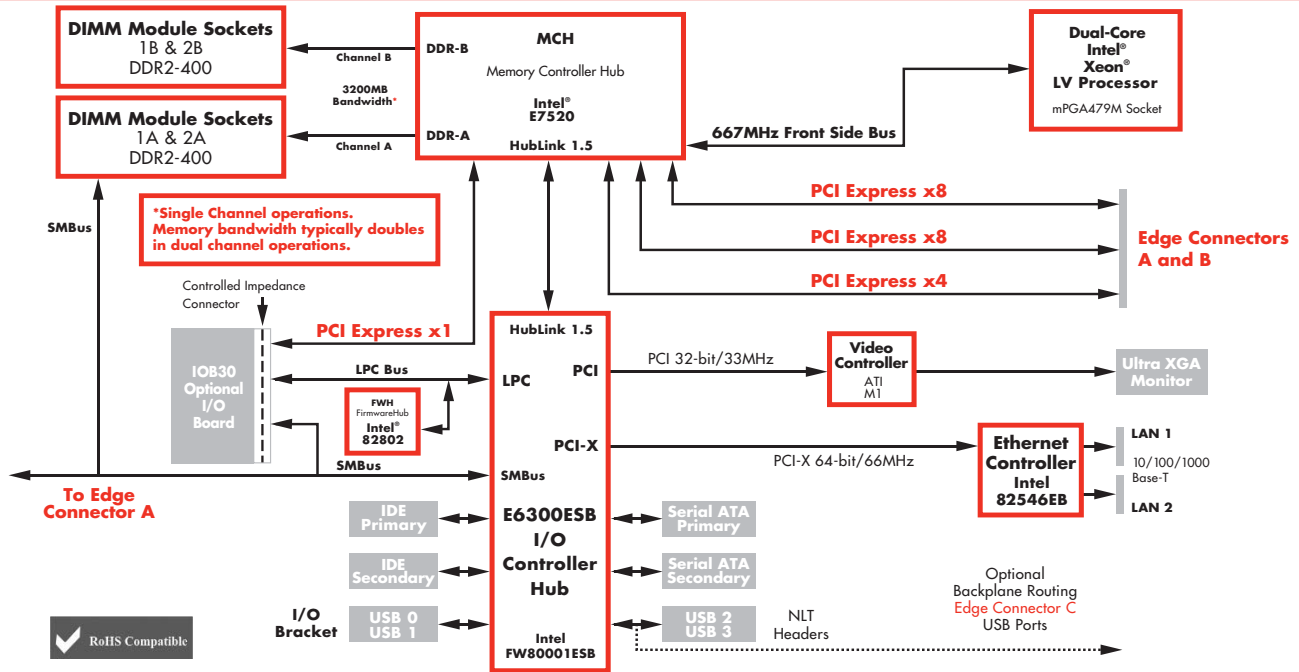 DIMM Module Sockets
1B & 2B
DDR2-400
Channel B
3200MB
Bandwidth*
DIMM Module Sockets
1A & 2A
DDR2-400
Channel A
DDR-B
MCH
Memory Controller Hub
Intel®
E7520
DDR-A
HubLink 1.5
667MHz Front Side Bus
Dual-Core
Intel®
Xeon®
LV Processor
mPGA479M Socket
SMBus
*Single Channel operations.
Memory bandwidth typically doubles
in dual channel operations.
PCI Express x8
PCI Express x8
PCI Express x4
Edge Connectors
A and B
Controlled Impedance
Connector
PCI Express x1
IOB30
Optional
I/O
Board
LPC Bus
FWH
FirmwareHub
Intel®
82802
SMBus
To Edge
Connector A
HubLink 1.5
LPC
PCI
PCI-X
SMBus
E6300ESB
I/O
Controller
Hub
Intel
FW80001ESB
PCI 32-bit/33MHz
Video
Controller
ATI
M1
Ultra XGA
Monitor
PCI-X 64-bit/66MHz
Ethernet
Controller
Intel
82546EB
LAN 1
10/100/1000
Base-T
LAN 2
IDE
Primary
IDE
Secondary
I/O
Bracket
USB 0
USB 1
Serial ATA
Primary
Serial ATA
Secondary
USB 2
USB 3
NLT
Headers
Optional
Backplane Routing
Edge Connector C
USB Ports
RoHS Compatible